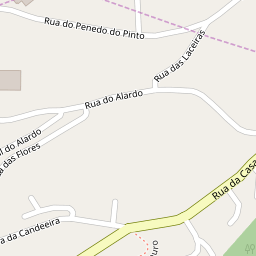 Rua do Penedo do Pinto
Rua das Laceiras
Rua do Alardo
do Alardo
das Flores
Rua da Casa
da Candeeira